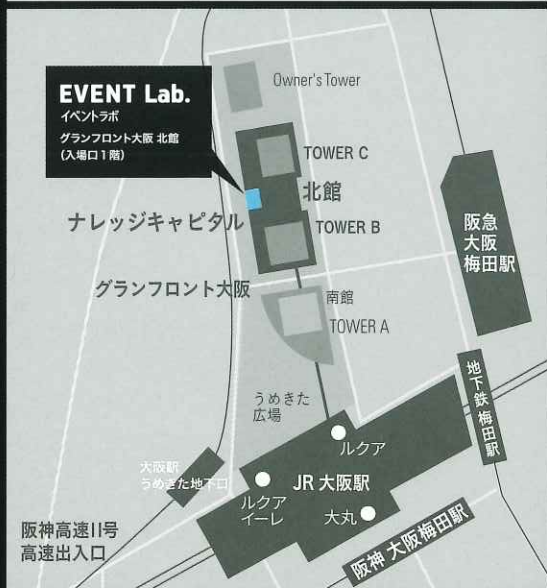 EVENT Lab.
イベントラボ
グランフロント大阪 北館
(入場口1階)
Owner's Tower
TOWER C
北館
ナレッジキャピタル
TOWER B
阪急
大阪
梅田駅
グランフロント大阪
南館
TOWER A
地下鉄 梅田駅
うめきた
広場
ルクア
大阪駅
うめきた地下口
JR 大阪駅
ルクア
イーレ
大丸
阪神高速11号
高速出入口
阪神 大阪梅田駅